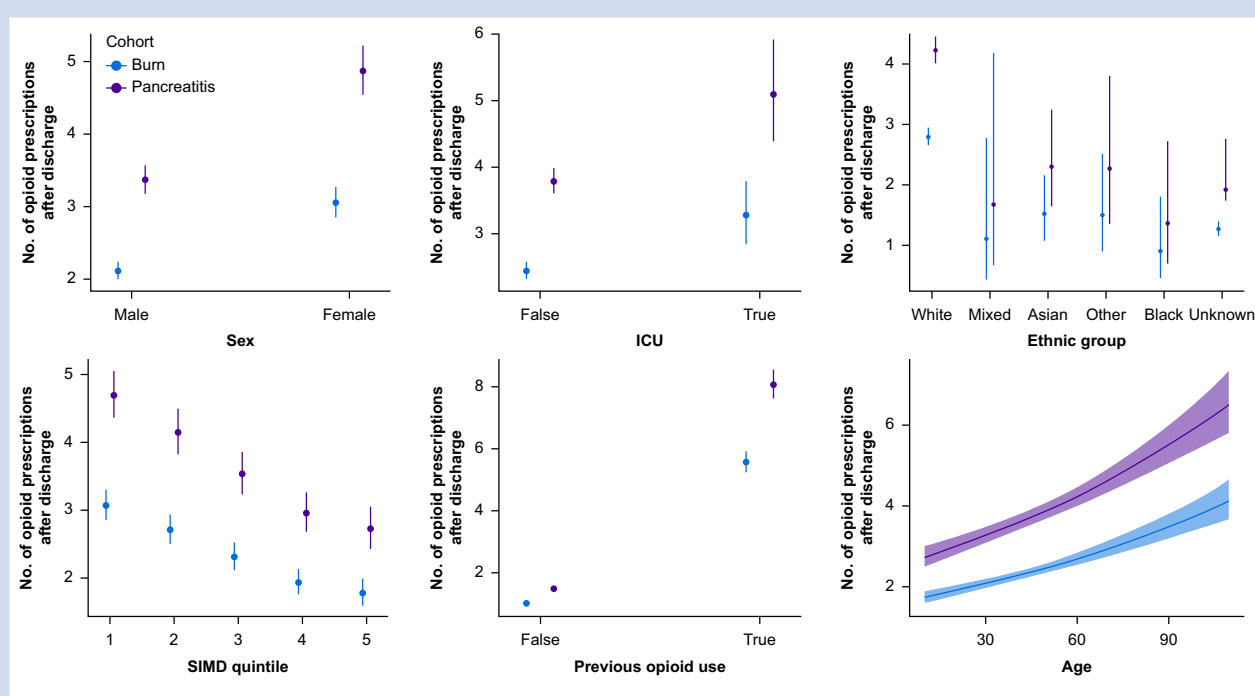 No. of opioid prescriptions
after discharge
5
4
3
2
Cohort
Burn
Pancreatitis
Male
Female
Sex
No. of opioid prescriptions
after discharge
6
5
4
3
False
True
ICU
No. of opioid prescriptions
after discharge
4
3
2
1
White
Mixed
Asian
Other
Black
Unknown
Ethnic group
No. of opioid prescriptions
after discharge
5
4
3
2
1
2
3
4
5
SIMD quintile
No. of opioid prescriptions
after discharge
8
6
4
2
False
True
Previous opioid use
No. of opioid prescriptions
after discharge
6
4
2
30
60
90
Age